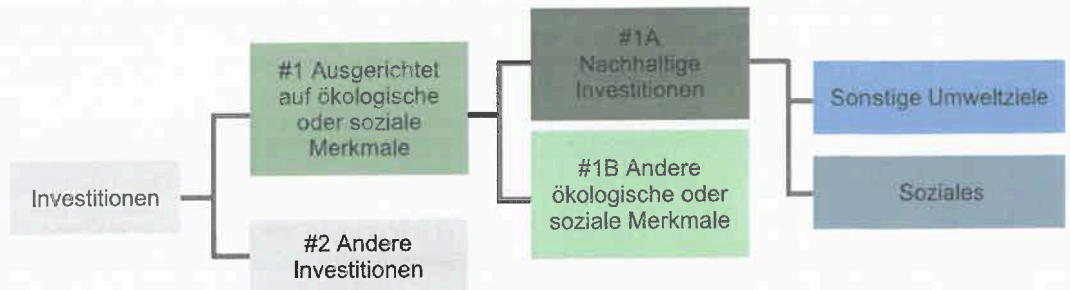 Investitionen
#1 Ausgerichtet
auf ökologische
oder soziale
Merkmale
#2 Andere
Investitionen
#1A
Nachhaltige
Investitionen
#1B Andere
ökologische oder
soziale Merkmale
Sonstige Umweltziele
Soziales